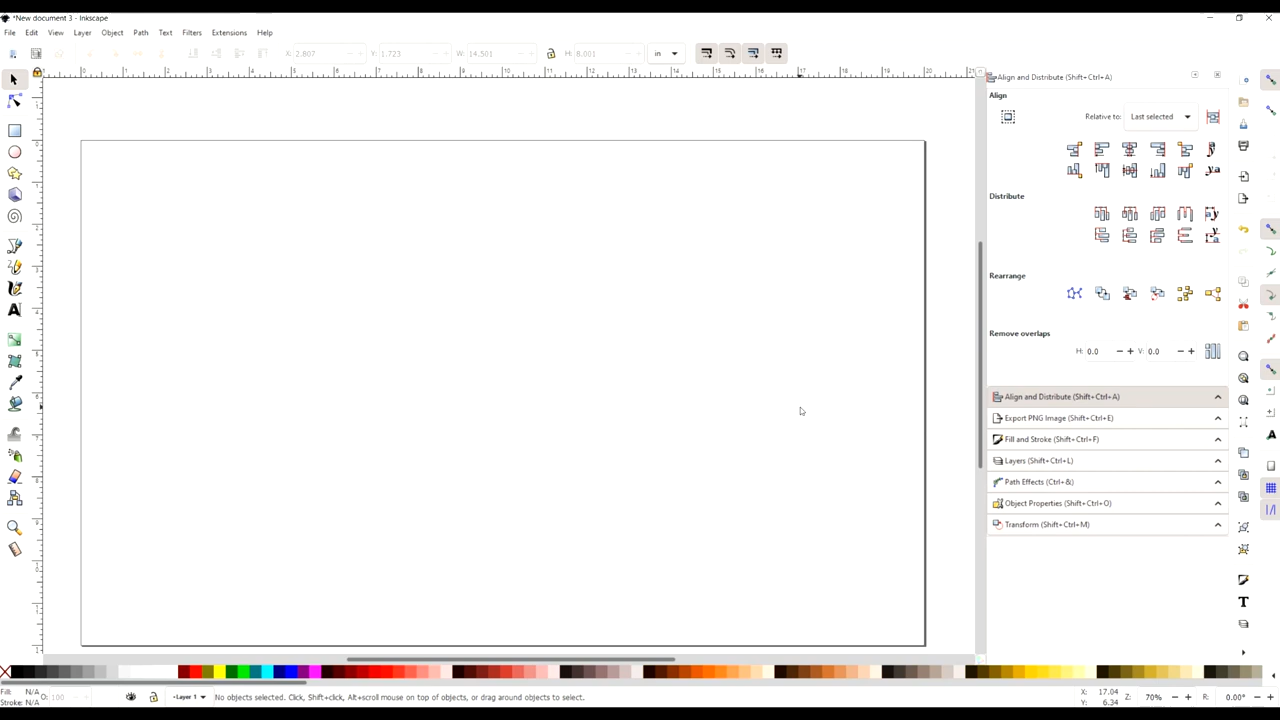 *New document 3 - Inkscape
File Edit View Layer Object Path Text Filters Extensions Help
X: 2.807 Y: 1.723 W: 14.501 H: 8.001 in
Align and Distribute (Shift+Ctrl+A)
Align
Relative to: Last selected
Distribute
Rearrange
Remove overlaps
H: 0.0 V: 0.0
Align and Distribute (Shift+Ctrl+A)
Export PNG Image (Shift+Ctrl+E)
Fill and Stroke (Shift+Ctrl+F)
Layers (Shift+Ctrl+L)
Path Effects (Ctrl+&)
Object Properties (Shift+Ctrl+O)
Transform (Shift+Ctrl+M)
Fill: N/A
Stroke: N/A
O: 100
Layer 1
No objects selected. Click, Shift+click, Alt+scroll mouse on top of objects, or drag around objects to select.
X: 17.04
Y: 6.34
Z: 70%
R: 0.00°